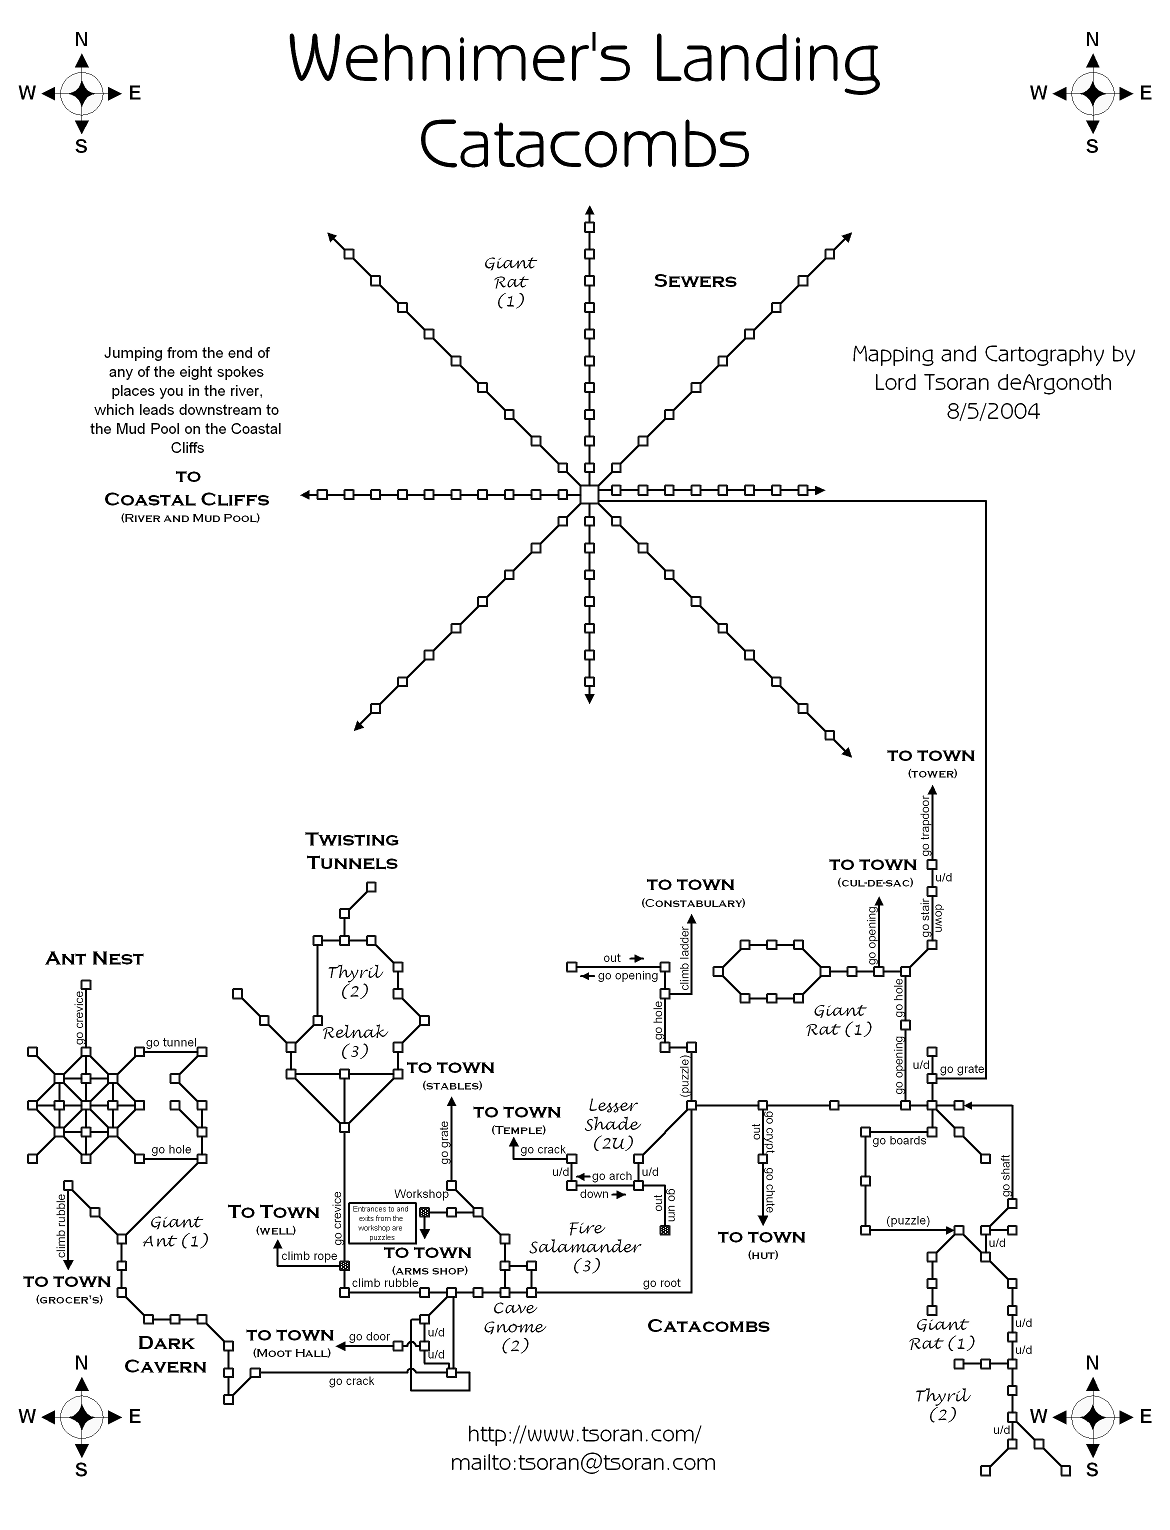 Wehnimer's Landing
Catacombs
N
W E
S
N
W E
S
Giant
Rat
(1)
SEWERS
Jumping from the end of
any of the eight spokes
places you in the river,
which leads downstream to
the Mud Pool on the Coastal
Cliffs
Mapping and Cartography by
Lord Tsoran deArgonoth
8/5/2004
TO
COASTAL CLIFFS
(RIVER AND MUD POOL)
TO TOWN
(TOWER)
go trapdoor
u/d
go stair
down
TWISTING
TUNNELS
TO TOWN
(CUL-DE-SAC)
go opening
TO TOWN
(CONSTABULARY)
climb ladder
out
go opening
go hole
(puzzle)
ANT NEST
go crevice
go tunnel
go hole
Thyril
(2)
Relnak
(3)
Giant
Rat (1)
go hole
go opening
u/d
go grate
TO TOWN
(STABLES)
go grate
TO TOWN
(TEMPLE)
go crack
Lesser
Shade
(2U)
u/d
go arch
down
u/d
out
go urn
out
go crypt
go chute
TO TOWN
(HUT)
go boards
(puzzle)
go shaft
u/d
climb rubble
Giant
Ant (1)
TO TOWN
(GROCER'S)
TO TOWN
(WELL)
climb rope
go crevice
Workshop
Entrances to and
exits from the
workshop are
puzzles
TO TOWN
(ARMS SHOP)
Fire
Salamander
(3)
climb rubble
go root
Cave
Gnome
(2)
CATACOMBS
Giant
Rat (1)
u/d
u/d
DARK
CAVERN
TO TOWN
(MOOT HALL)
go door
u/d
u/d
go crack
Thyril
(2)
u/d
N
W E
S
N
W E
S
http://www.tsoran.com/
mailto:tsoran@tsoran.com